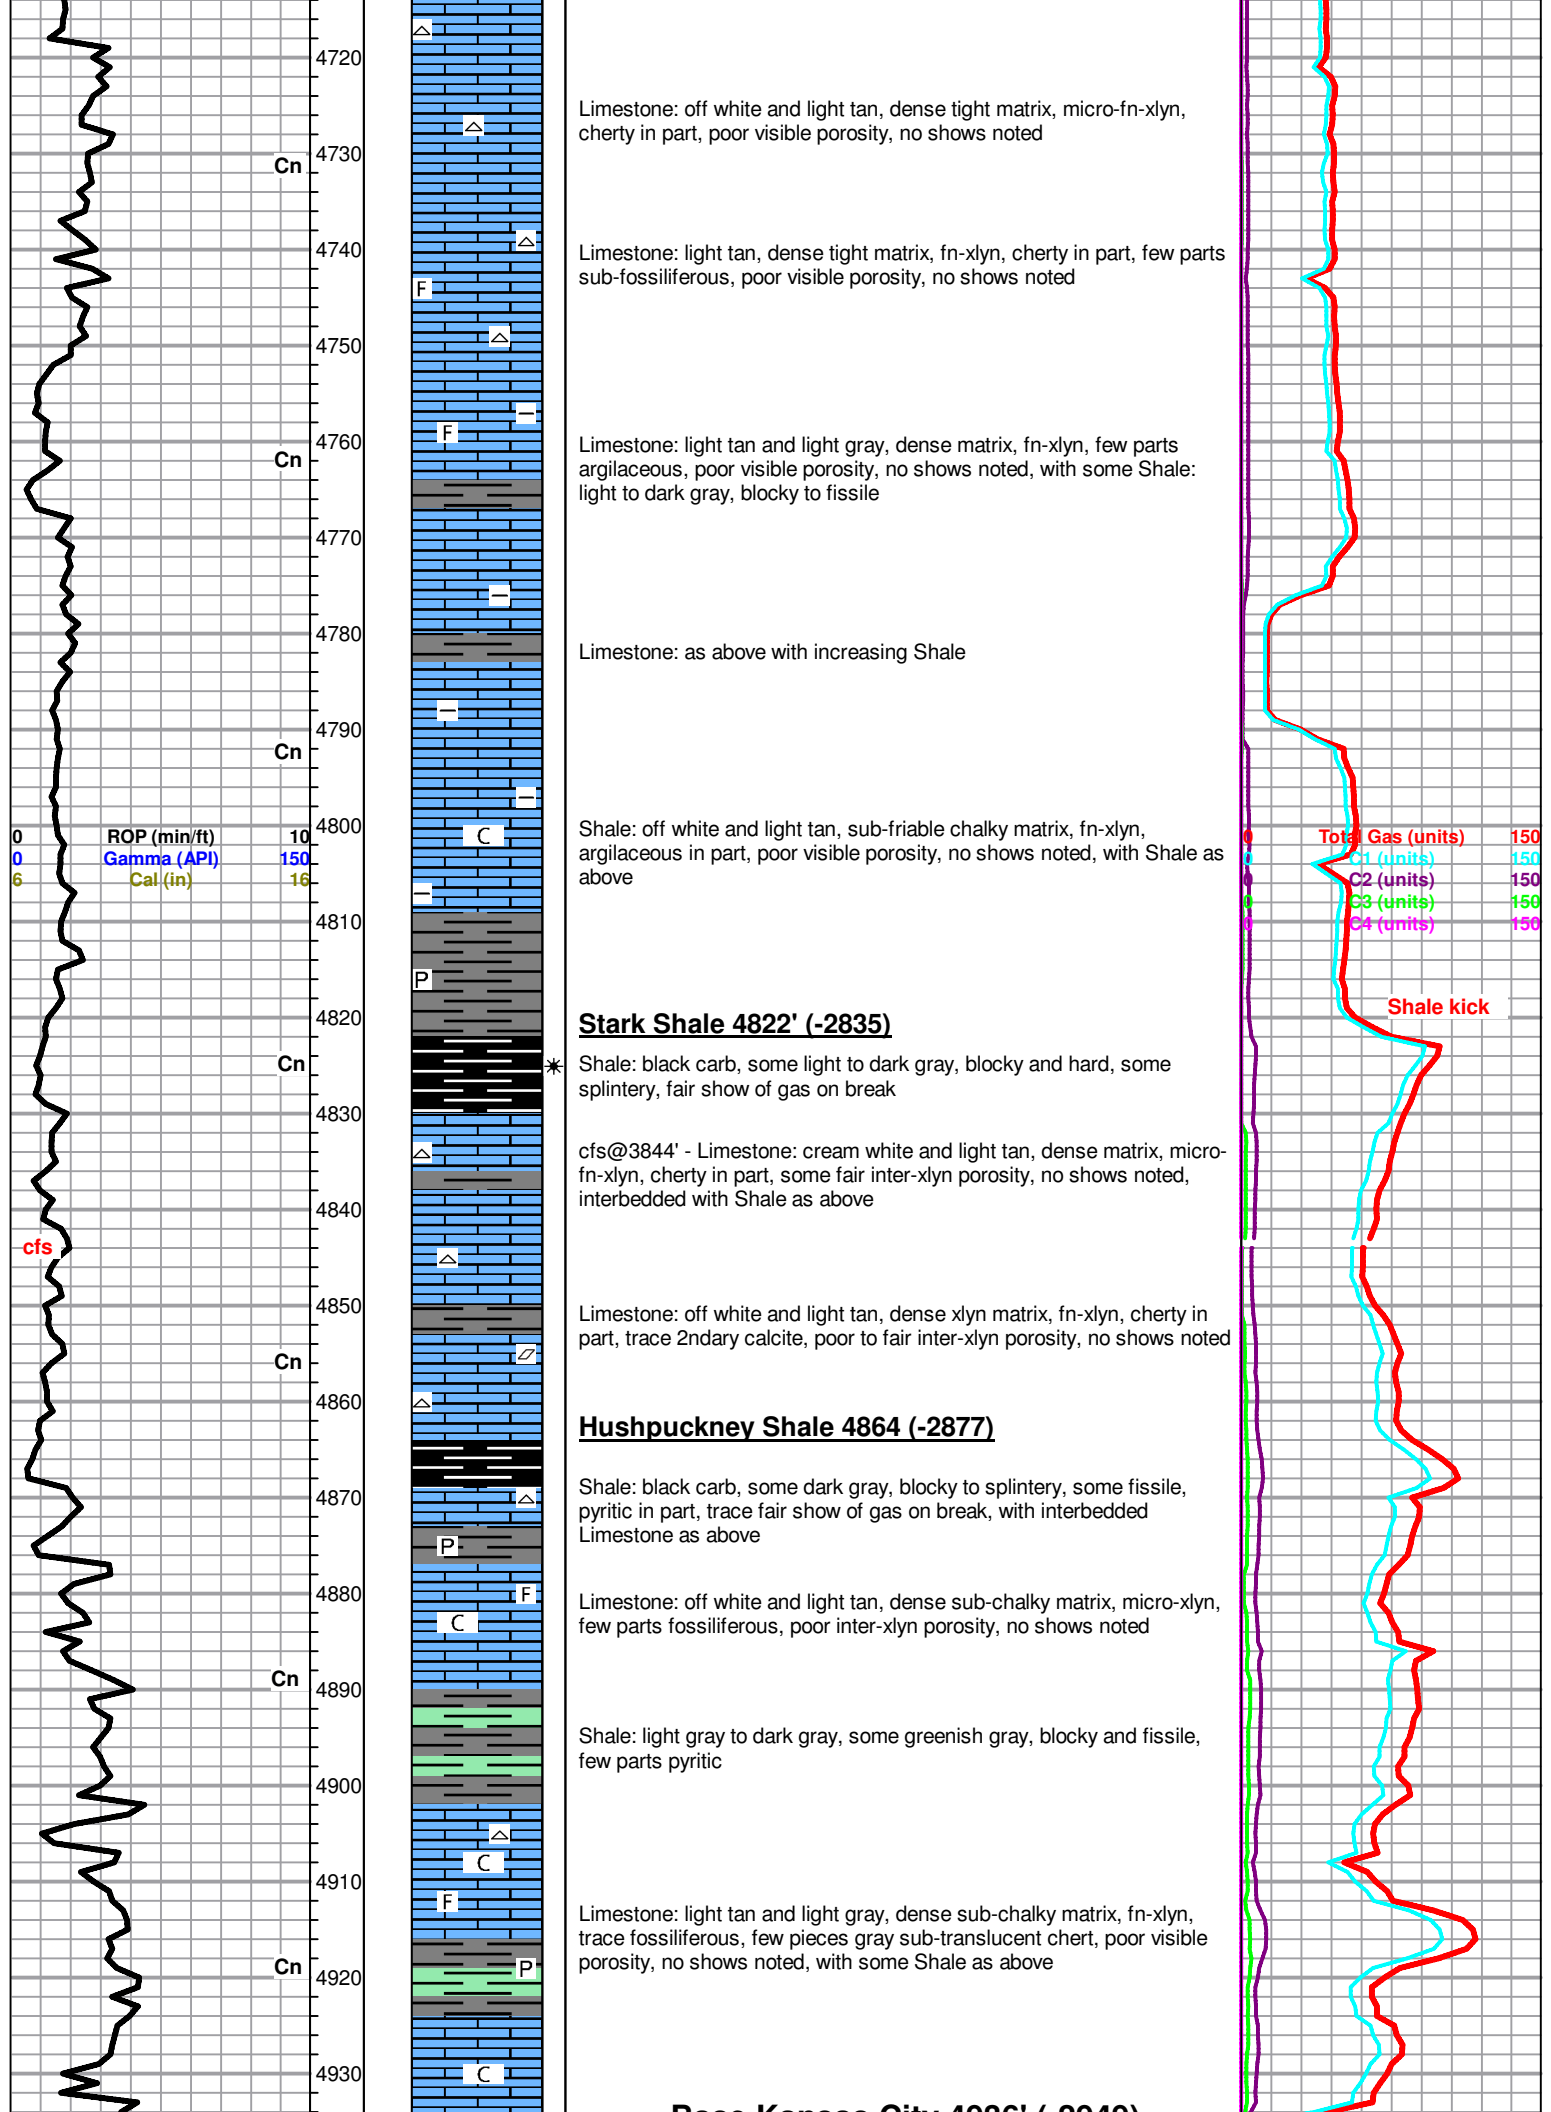 4720
Limestone: off white and light tan, dense tight matrix, micro-fn-xlyn,
cherty in part, poor visible porosity, no shows noted
4730
Cn
4740
Limestone: light tan, dense tight matrix, fn-xlyn, cherty in part, few parts
sub-fossiliferous, poor visible porosity, no shows noted
F
4750
F
4760
Cn
Limestone: light tan and light gray, dense matrix, fn-xlyn, few parts
argilaceous, poor visible porosity, no shows noted, with some Shale:
light to dark gray, blocky to fissile
4770
4780
Limestone: as above with increasing Shale
4790
Cn
4800
C
0 ROP (min/ft) 10
0 Gamma (API) 150
6 Cal (in) 16
Shale: off white and light tan, sub-friable chalky matrix, fn-xlyn,
argilaceous in part, poor visible porosity, no shows noted, with Shale as
above
0 Total Gas (units) 150
0 C1 (units) 150
0 C2 (units) 150
0 C3 (units) 150
0 C4 (units) 150
4810
P
Shale kick
4820
Stark Shale 4822' (-2835)
Cn
Shale: black carb, some light to dark gray, blocky and hard, some
splintery, fair show of gas on break
4830
cfs@3844' - Limestone: cream white and light tan, dense matrix, micro-
fn-xlyn, cherty in part, some fair inter-xlyn porosity, no shows noted,
interbedded with Shale as above
4840
cfs
4850
Limestone: off white and light tan, dense xlyn matrix, fn-xlyn, cherty in
part, trace 2ndary calcite, poor to fair inter-xlyn porosity, no shows noted
Cn
4860
Hushpuckney Shale 4864 (-2877)
4870
Shale: black carb, some dark gray, blocky to splintery, some fissile,
pyritic in part, trace fair show of gas on break, with interbedded
Limestone as above
P
4880
F
C
Limestone: off white and light tan, dense sub-chalky matrix, micro-xlyn,
few parts fossiliferous, poor inter-xlyn porosity, no shows noted
Cn
4890
Shale: light gray to dark gray, some greenish gray, blocky and fissile,
few parts pyritic
4900
C
4910
F
Limestone: light tan and light gray, dense sub-chalky matrix, fn-xlyn,
trace fossiliferous, few pieces gray sub-translucent chert, poor visible
porosity, no shows noted, with some Shale as above
Cn
P
4920
4930
C
Base Kansas City 4936' (-2949)